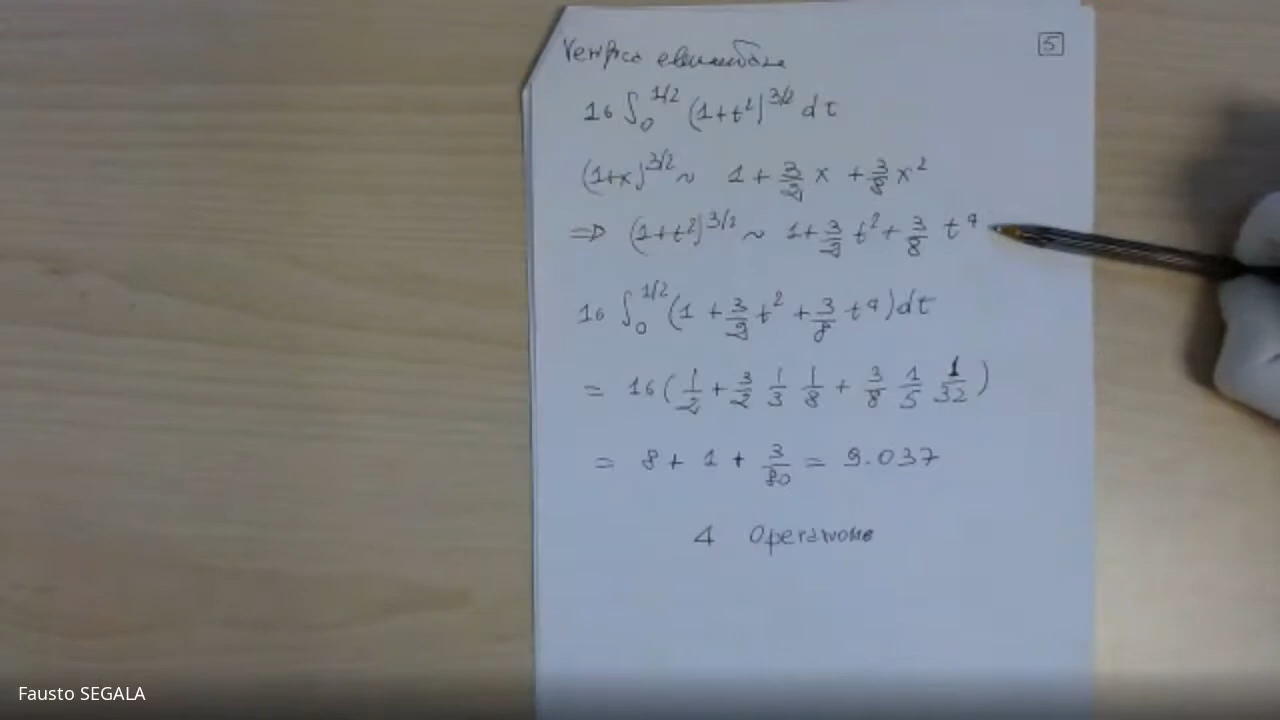 Verifica elementare
5
16 ∫₀^{1/2} (1+t²)^{3/2} dt
(1+x)^{3/2} ~ 1 + 3/2 x + 3/8 x²
⇒ (1+t²)^{3/2} ~ 1 + 3/2 t² + 3/8 t⁴
16 ∫₀^{1/2} (1 + 3/2 t² + 3/8 t⁴) dt
= 16 ( 1/2 + 3/2 1/3 1/8 + 3/8 1/5 1/32 )
= 8 + 1 + 3/80 = 9.037
4 Operazioni
Fausto SEGALA